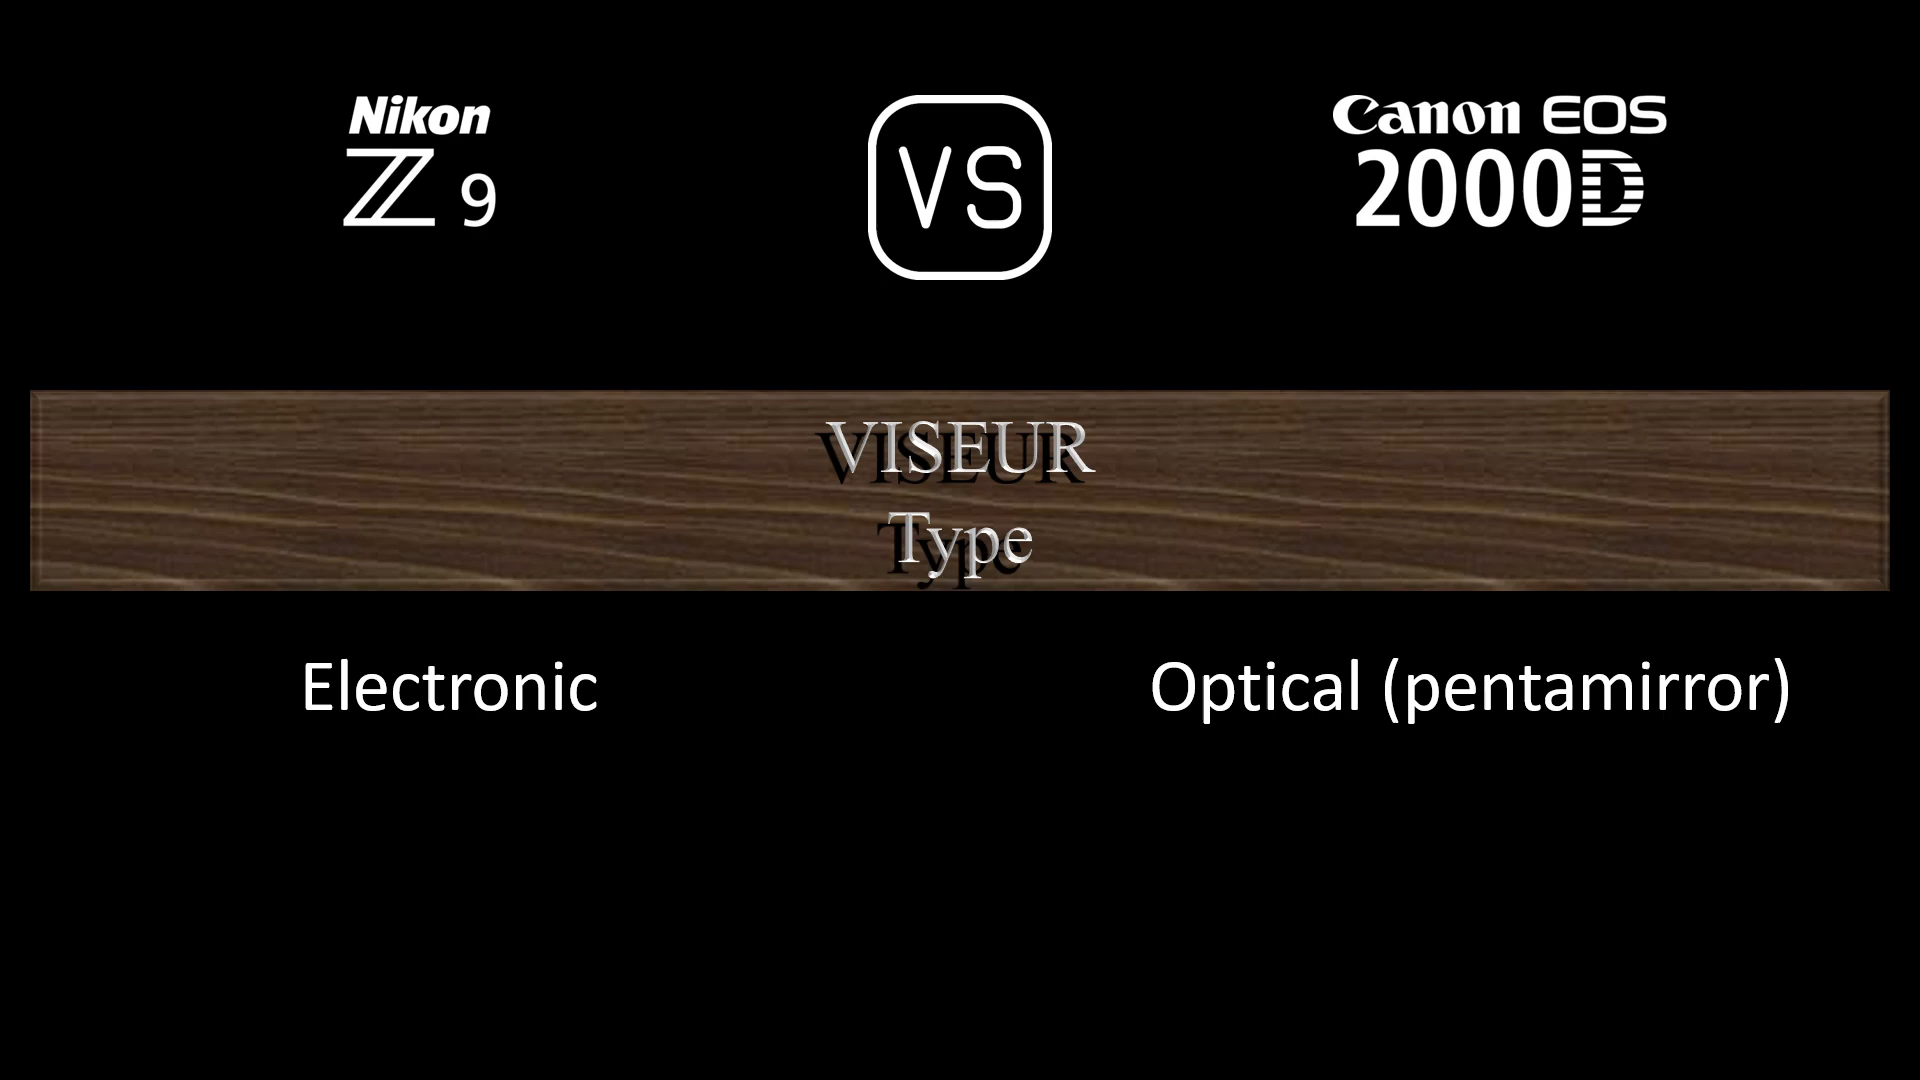 Nikon
Z 9
VS
Canon EOS
2000D
VISEUR
Type
Electronic
Optical (pentamirror)